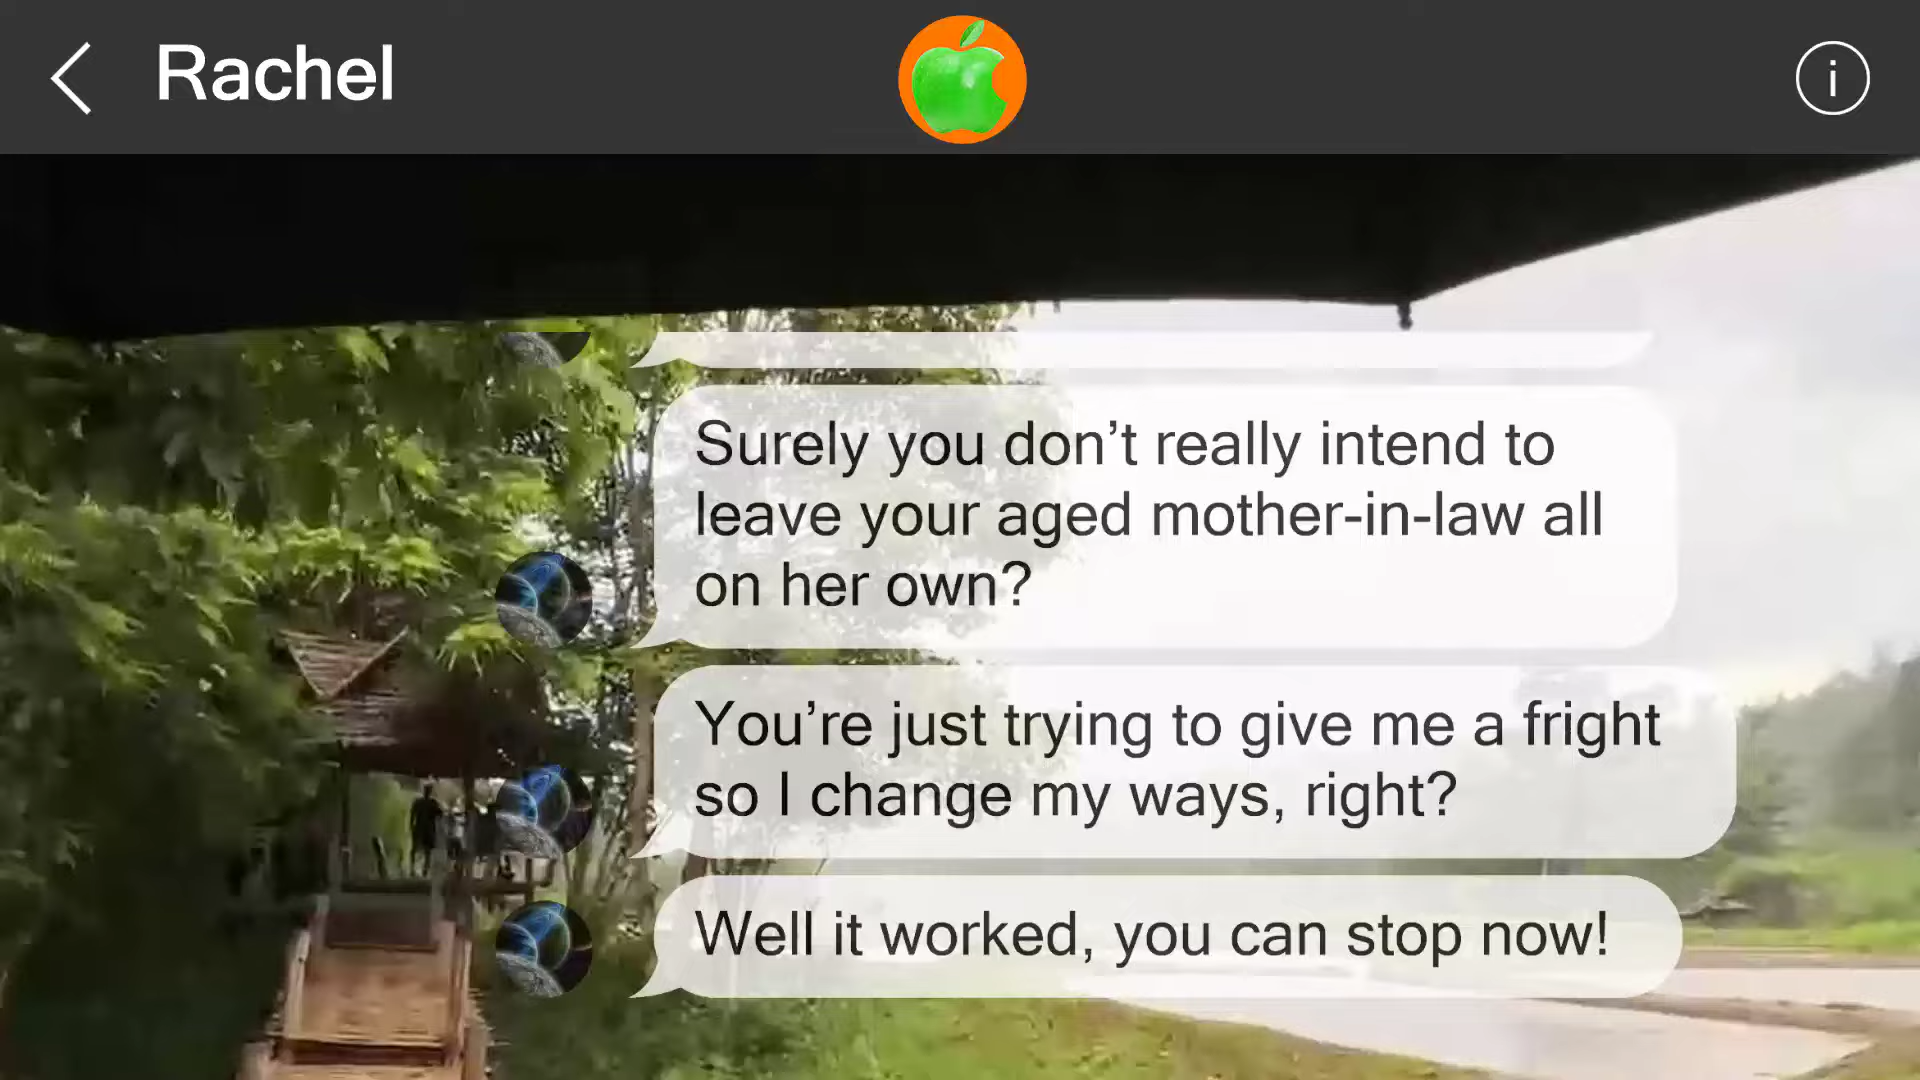 Rachel
Surely you don’t really intend to
leave your aged mother-in-law all
on her own?
You’re just trying to give me a fright
so I change my ways, right?
Well it worked, you can stop now!